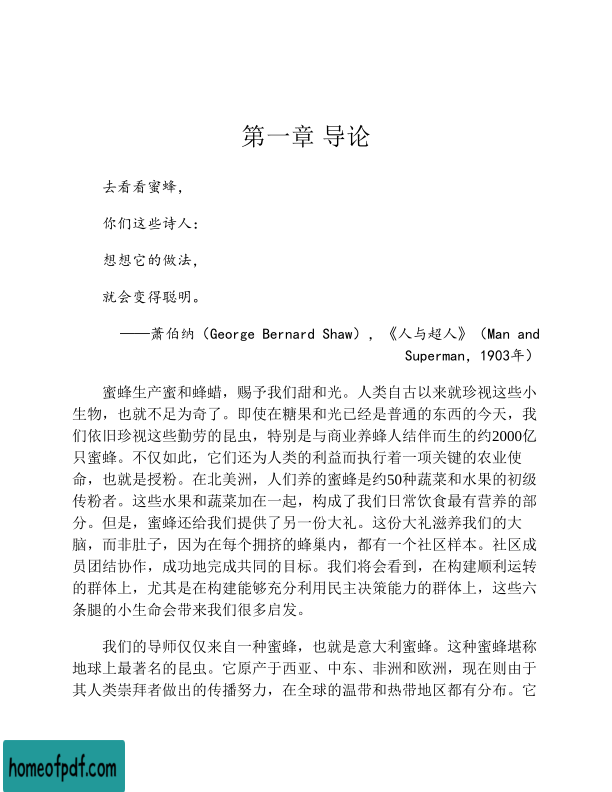 第一章 导论
去看看蜜蜂，
你们这些诗人：
想想它的做法，
就会变得聪明。
——萧伯纳（George Bernard Shaw），《人与超人》（Man and
Superman，1903年）
蜜蜂生产蜜和蜂蜡，赐予我们甜和光。人类自古以来就珍视这些小
生物，也就不足为奇了。即使在糖果和光已经是普通的东西的今天，我
们依旧珍视这些勤劳的昆虫，特别是与商业养蜂人结伴而生的约2000亿
只蜜蜂。不仅如此，它们还为人类的利益而执行着一项关键的农业使
命，也就是授粉。在北美洲，人们养的蜜蜂是约50种蔬菜和水果的初级
传粉者。这些水果和蔬菜加在一起，构成了我们日常饮食最有营养的部
分。但是，蜜蜂还给我们提供了另一份大礼。这份大礼滋养我们的大
脑，而非肚子，因为在每个拥挤的蜂巢内，都有一个社区样本。社区成
员团结协作，成功地完成共同的目标。我们将会看到，在构建顺利运转
的群体上，尤其是在构建能够充分利用民主决策能力的群体上，这些六
条腿的小生命会带来我们很多启发。
我们的导师仅仅来自一种蜜蜂，也就是意大利蜜蜂。这种蜜蜂堪称
地球上最著名的昆虫。它原产于西亚、中东、非洲和欧洲，现在则由于
其人类崇拜者做出的传播努力，在全球的温带和热带地区都有分布。它
homeofpdf.com